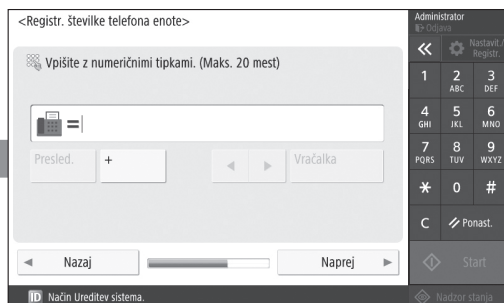 <Registr. številke telefona enote>
Vpišite z numeričnimi tipkami. (Maks. 20 mest)
=
Presled.
+
Vračalka
Nazaj
Naprej
ID Način Ureditev sistema.
Administrator
Odjava
Nastavit./
Registr.
1 2 3
ABC DEF
4 5 6
GHI JKL MNO
7 8 9
PQRS TUV WXYZ
* 0 #
C Ponast.
Start
Nadzor stanja